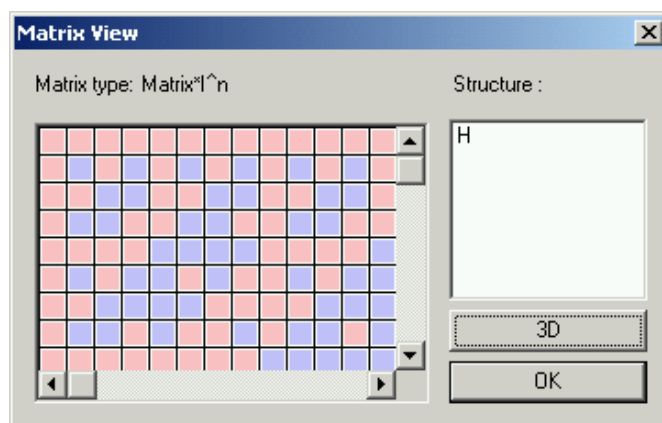 Matrix View
Matrix type: Matrix*I^n
Structure :
H
3D
OK